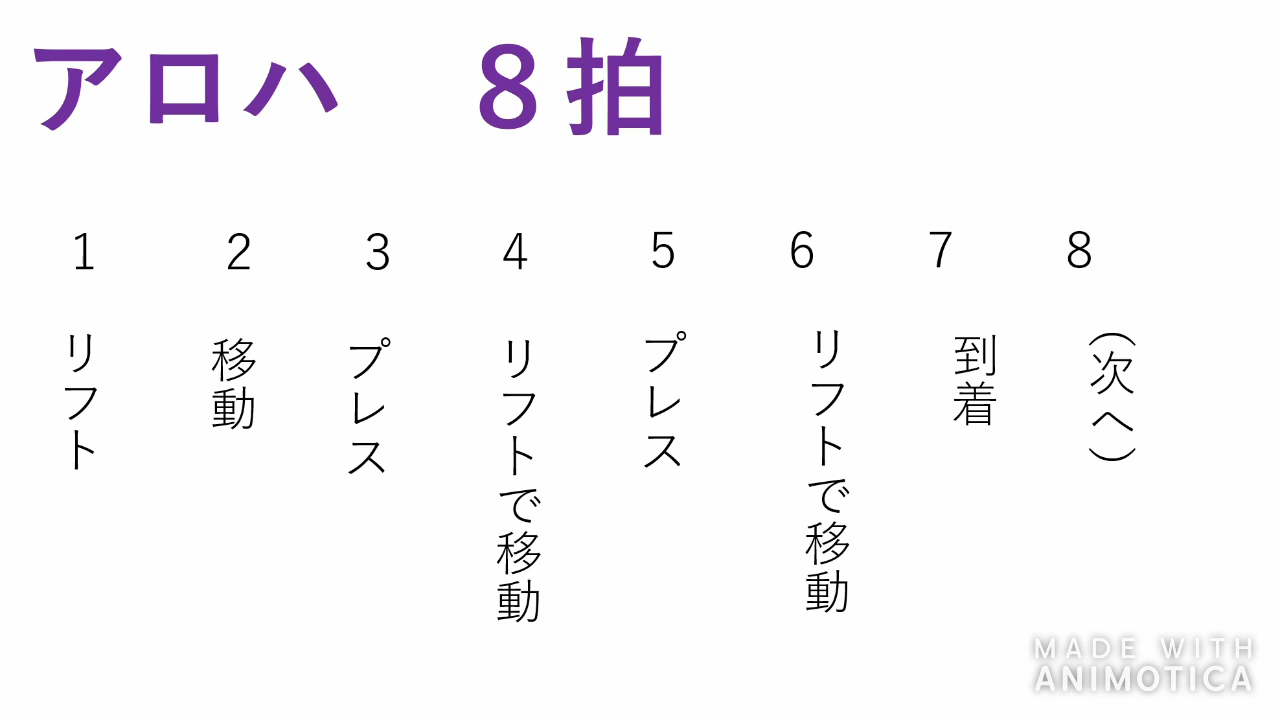 アロハ　８拍
1 2 3 4 5 6 7 8
リフト
移動
プレス
リフトで移動
プレス
リフトで移動
到着
（次へ）
MADE WITH
ANIMOTICA